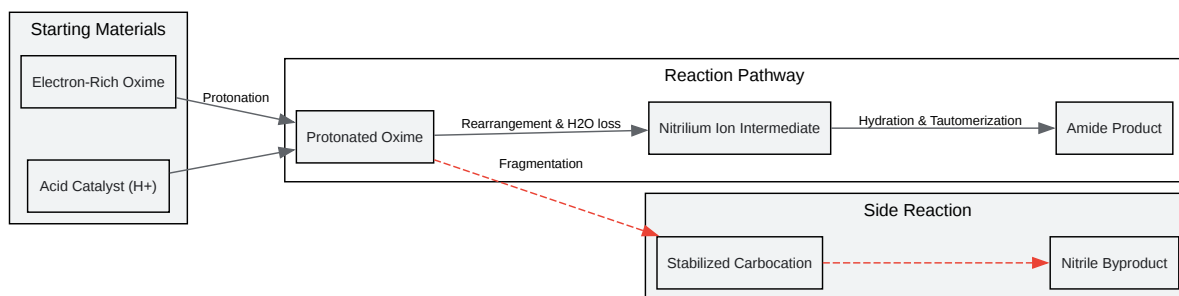 Starting Materials
Electron-Rich Oxime
Acid Catalyst (H+)
Protonation
Reaction Pathway
Protonated Oxime
Rearrangement & H2O loss
Nitrilium Ion Intermediate
Hydration & Tautomerization
Amide Product
Fragmentation
Side Reaction
Stabilized Carbocation
Nitrile Byproduct